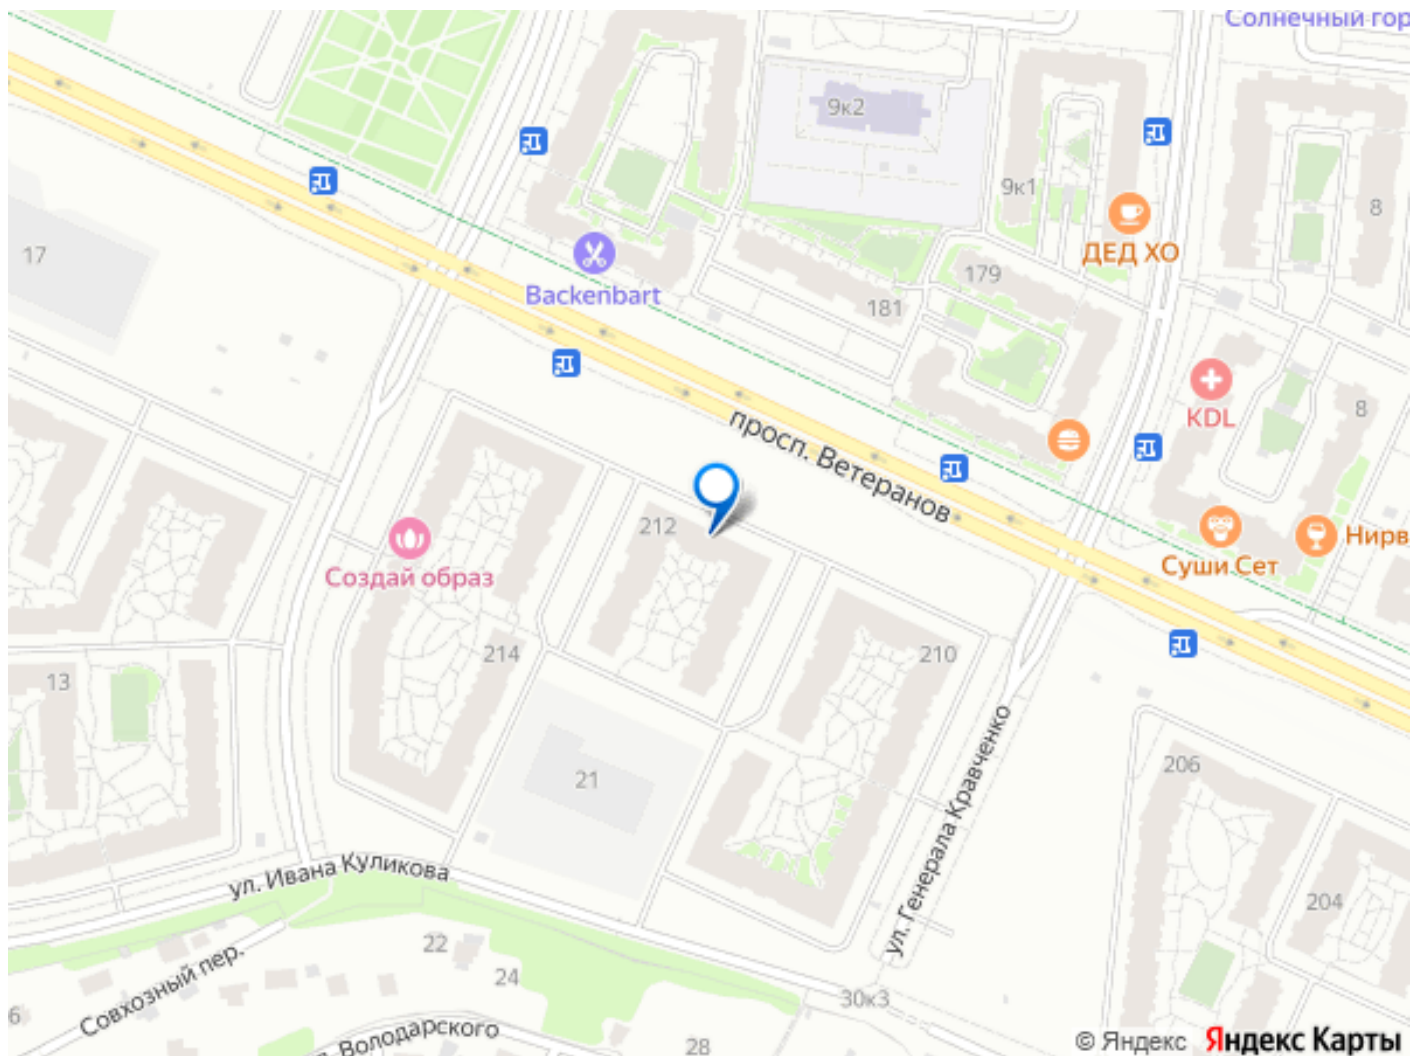 Солнечный гор
9к2
9к1
ДЕД ХО
8
17
Backenbart
179
181
KDL
8
просп. Ветеранов
212
Создай образ
Суши Сет
Нирв
214
210
13
21
206
ул. Генерала Кравченко
ул. Ивана Куликова
204
22
24
Совхозный пер.
6
30к3
Володарского
28
© Яндекс Яндекс Карты